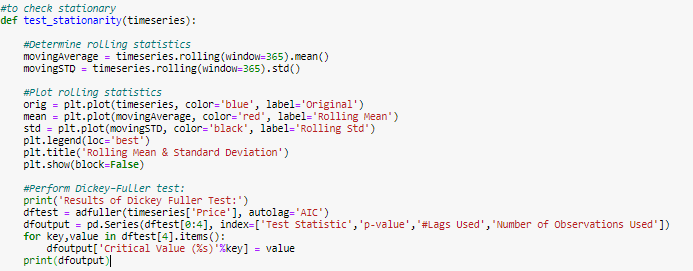 #to check stationary
def test_stationarity(timeseries):
#Determine rolling statistics
movingAverage = timeseries.rolling(window=365).mean()
movingSTD = timeseries.rolling(window=365).std()
#Plot rolling statistics
orig = plt.plot(timeseries, color='blue', label='Original')
mean = plt.plot(movingAverage, color='red', label='Rolling Mean')
std = plt.plot(movingSTD, color='black', label='Rolling Std')
plt.legend(loc='best')
plt.title('Rolling Mean & Standard Deviation')
plt.show(block=False)
#Perform Dickey-Fuller test:
print('Results of Dickey Fuller Test:')
dftest = adfuller(timeseries['Price'], autolag='AIC')
dfoutput = pd.Series(dftest[0:4], index=['Test Statistic','p-value','#Lags Used','Number of Observations Used'])
for key,value in dftest[4].items():
dfoutput['Critical Value (%s)'%key] = value
print(dfoutput)